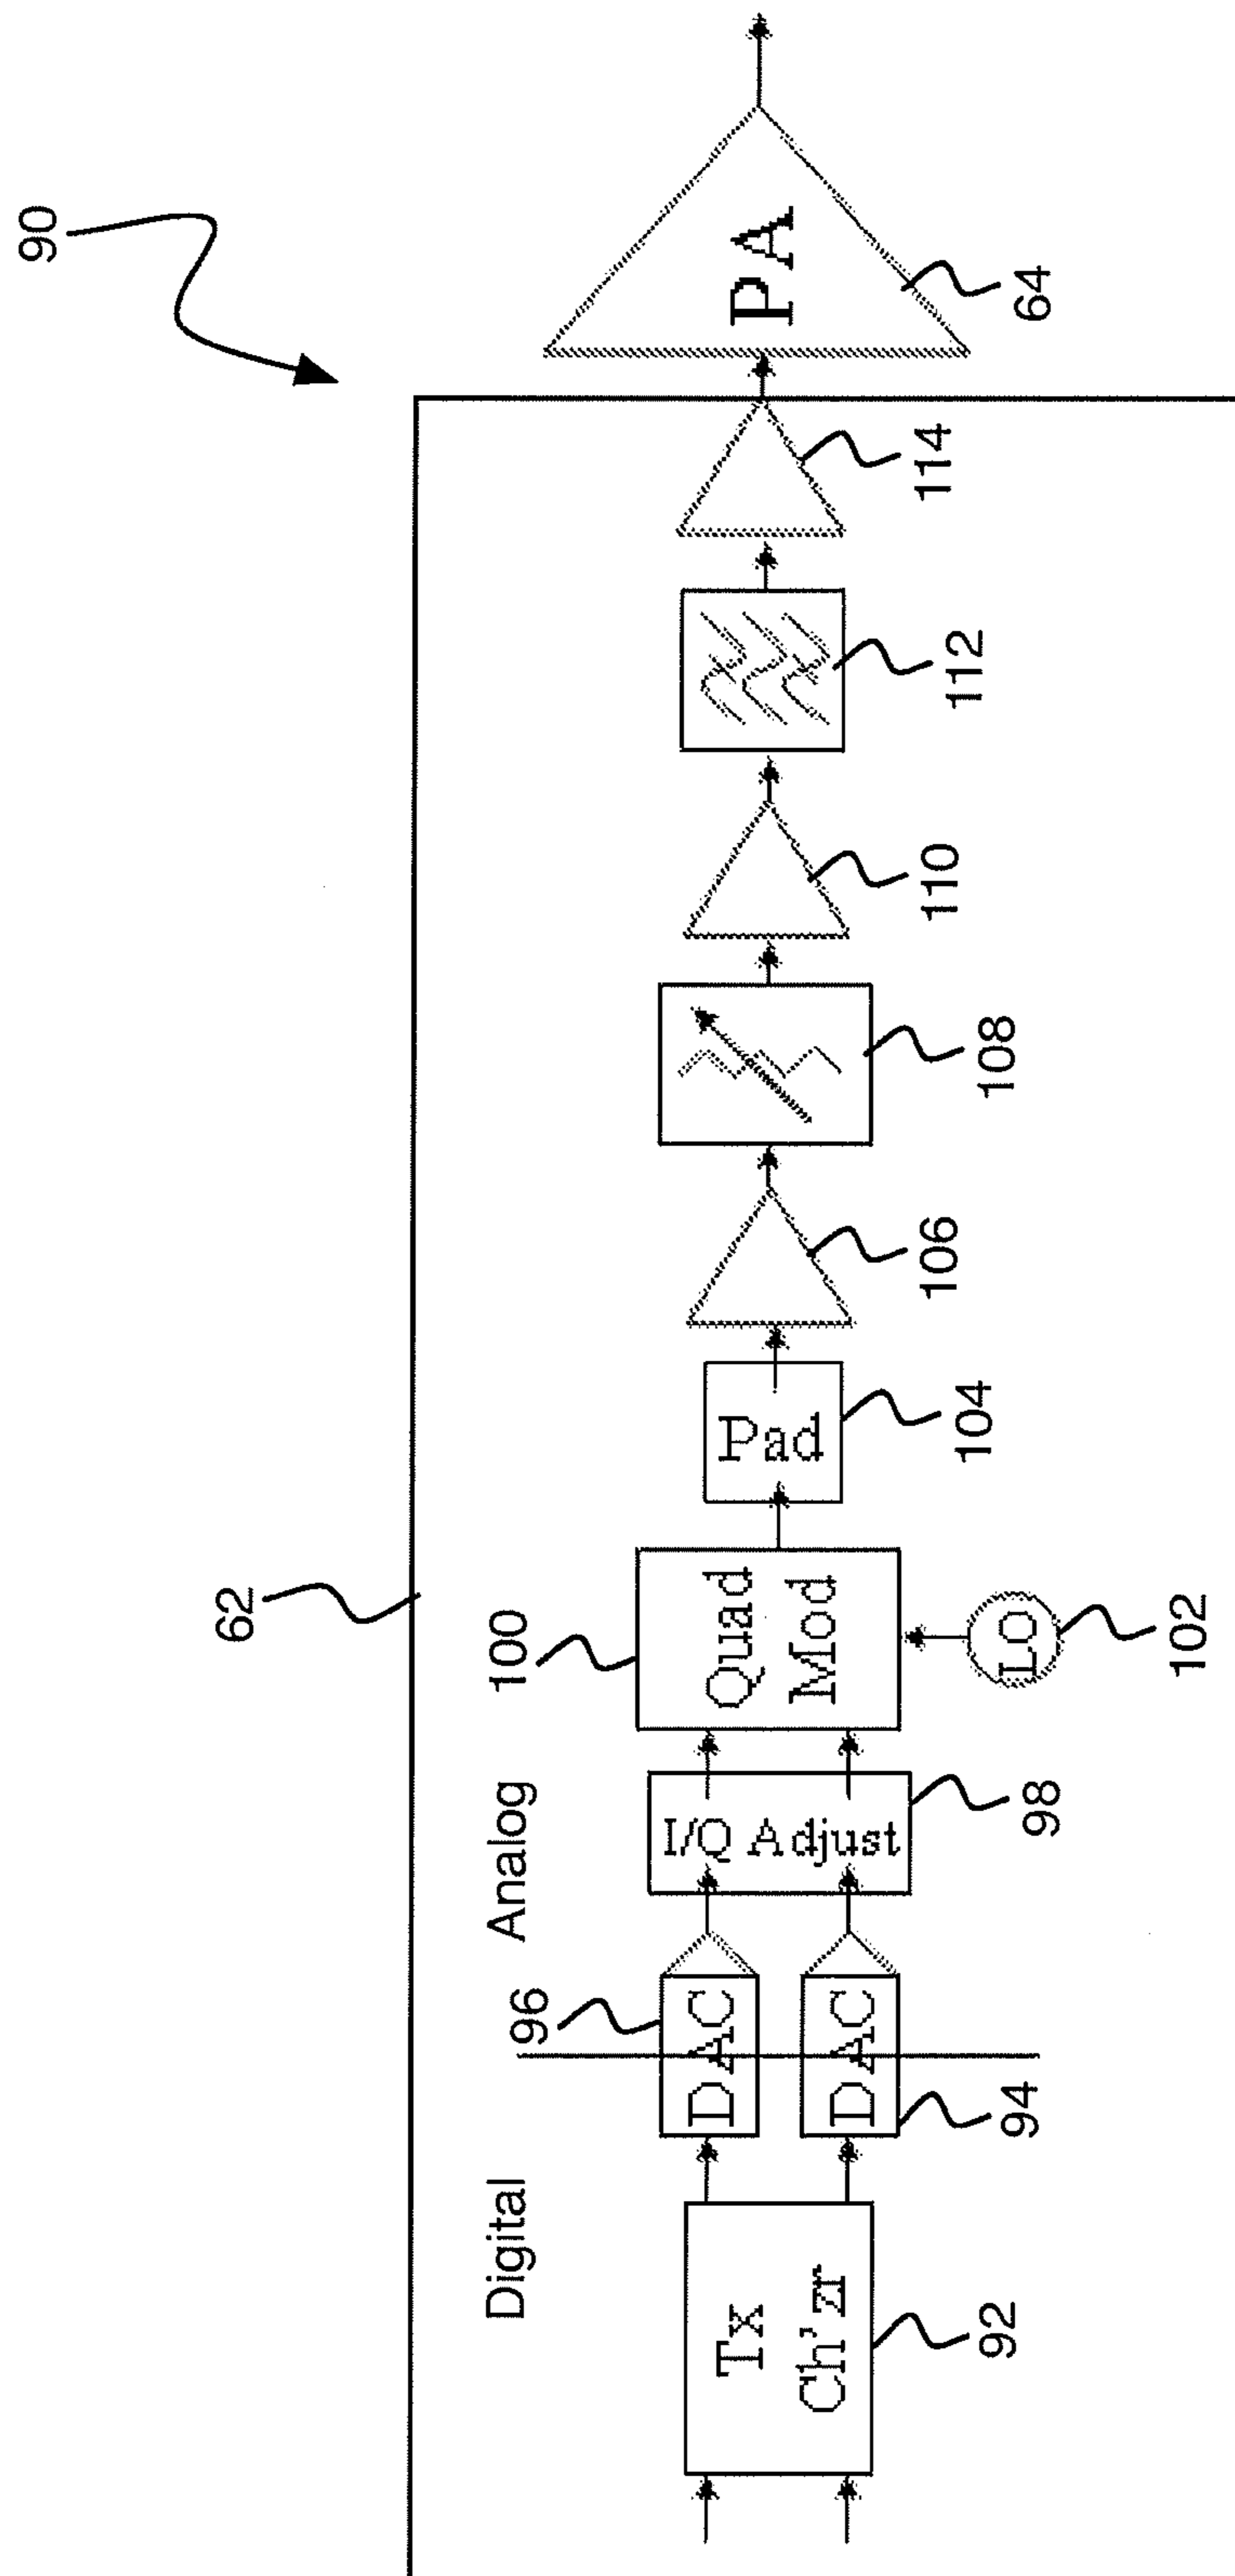 90
62
Digital
Analog
Tx
Ch'zr
92
DAC
96
DAC
94
I/Q Adjust
98
Quad
Mod
100
LO
102
Pad
104
106
108
110
112
114
PA
64